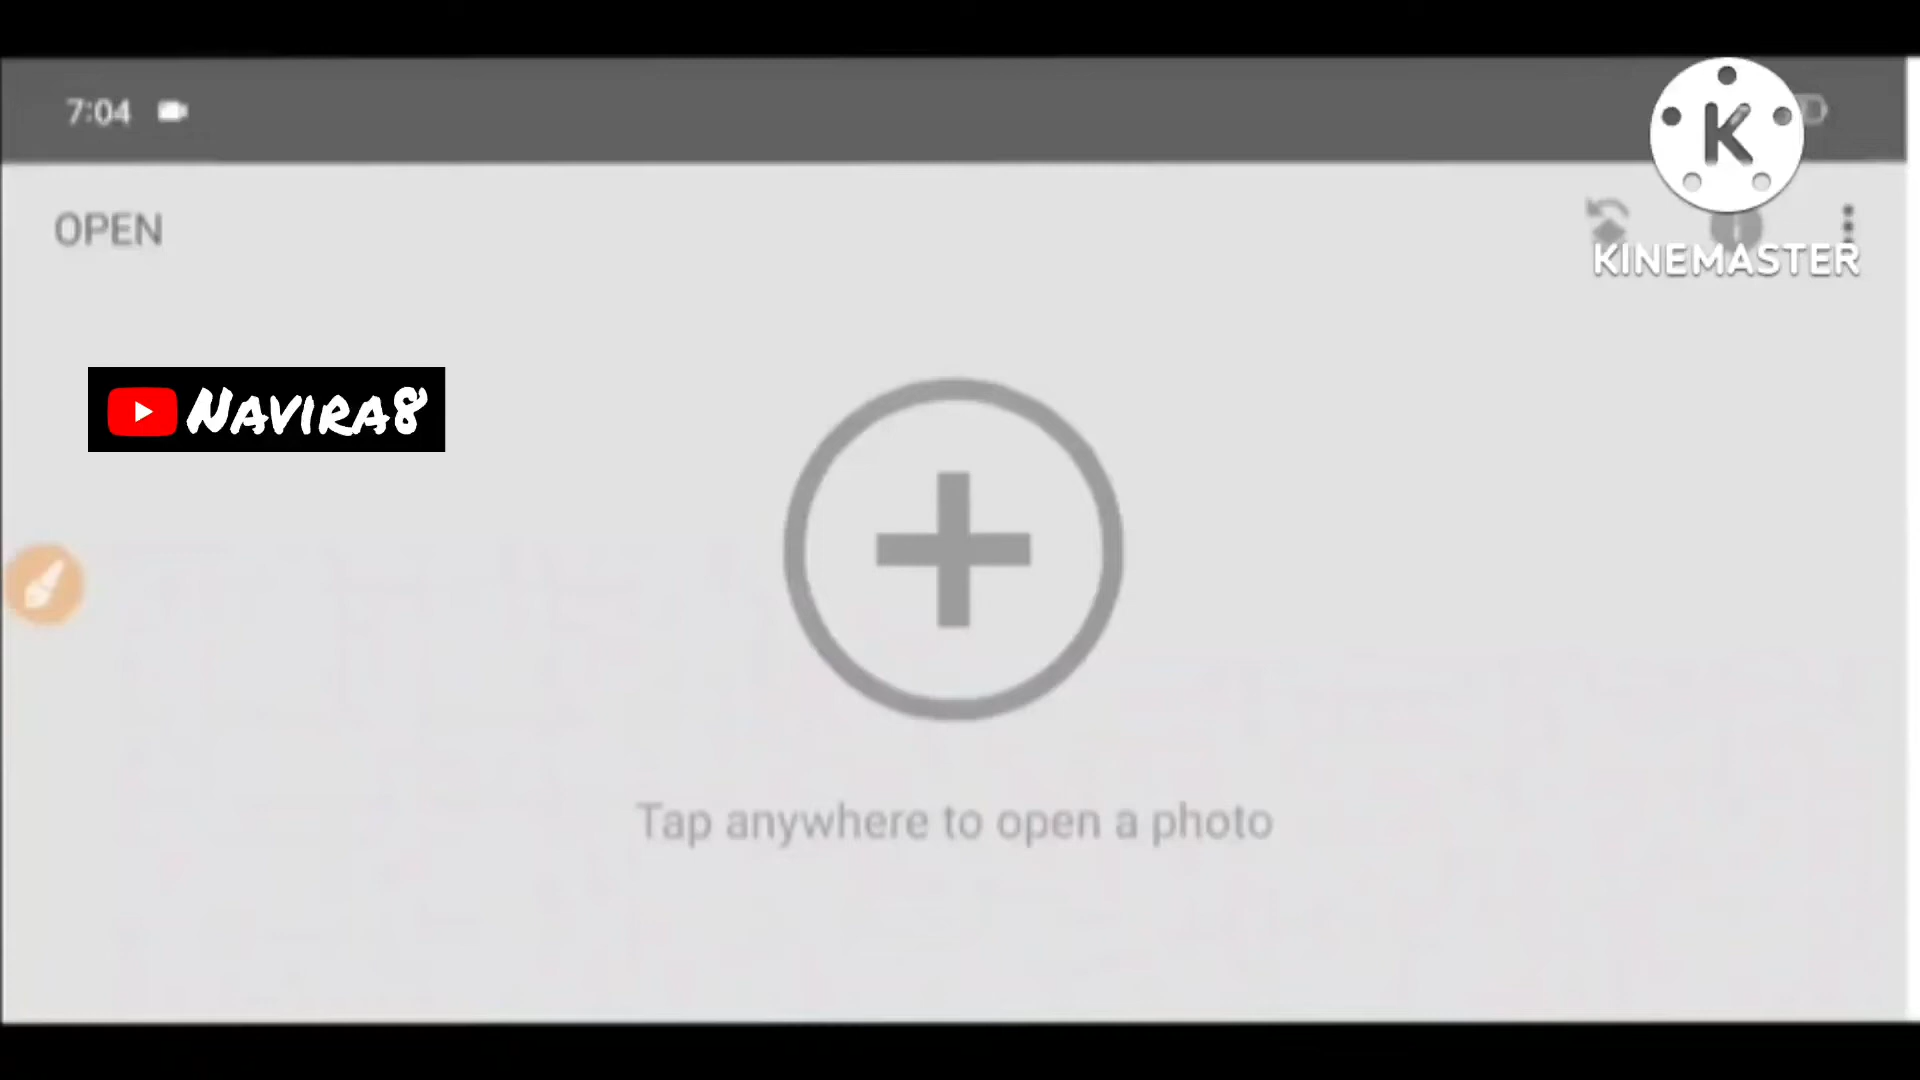 7:04
OPEN
KINEMASTER
NAVIRA8
Tap anywhere to open a photo